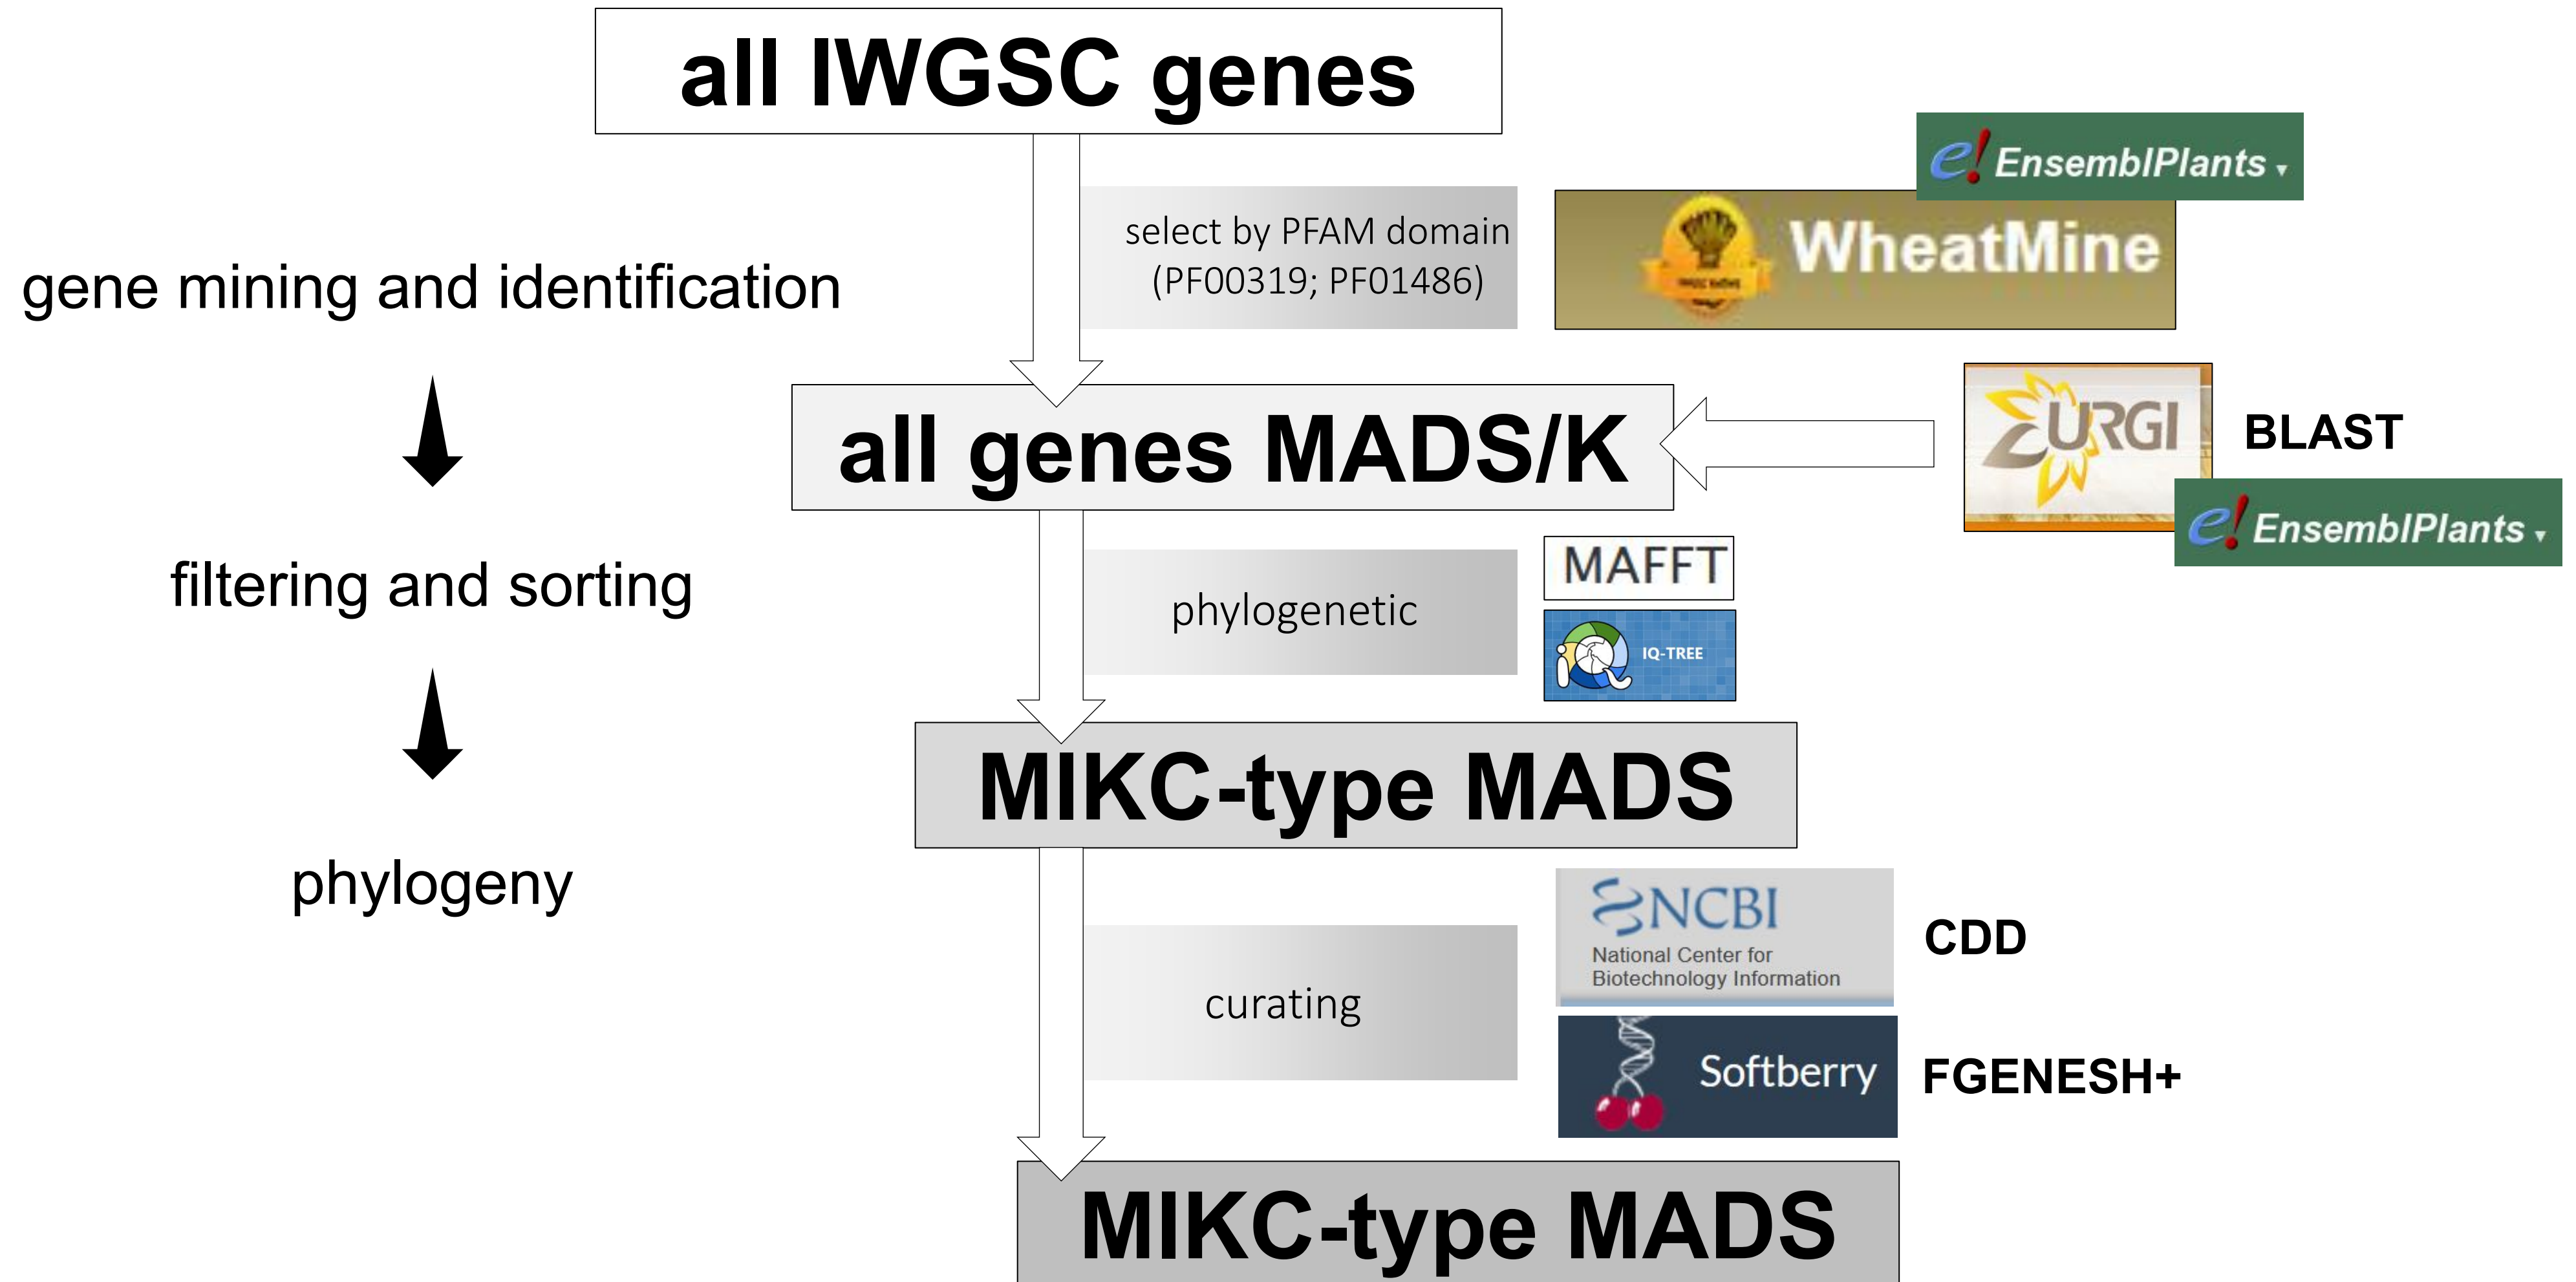 all IWGSC genes
e! EnsemblPlants
select by PFAM domain
(PF00319; PF01486)
WheatMine
gene mining and identification
all genes MADS/K
URGI
BLAST
e! EnsemblPlants
filtering and sorting
phylogenetic
MAFFT
IQ-TREE
MIKC-type MADS
phylogeny
NCBI
National Center for
Biotechnology Information
CDD
curating
Softberry
FGENESH+
MIKC-type MADS